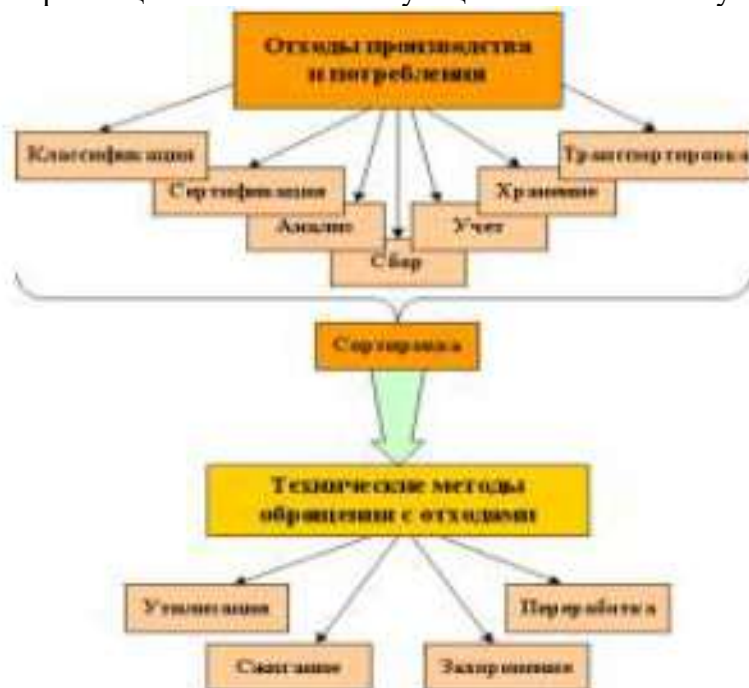 Отходы производства
и потребления
Классификация
Транспортировка
Сертификация
Хранение
Анализ
Учет
Сбор
Сортировка
Технические методы
обращения с отходами
Утилизация
Переработка
Сжигание
Захоронение